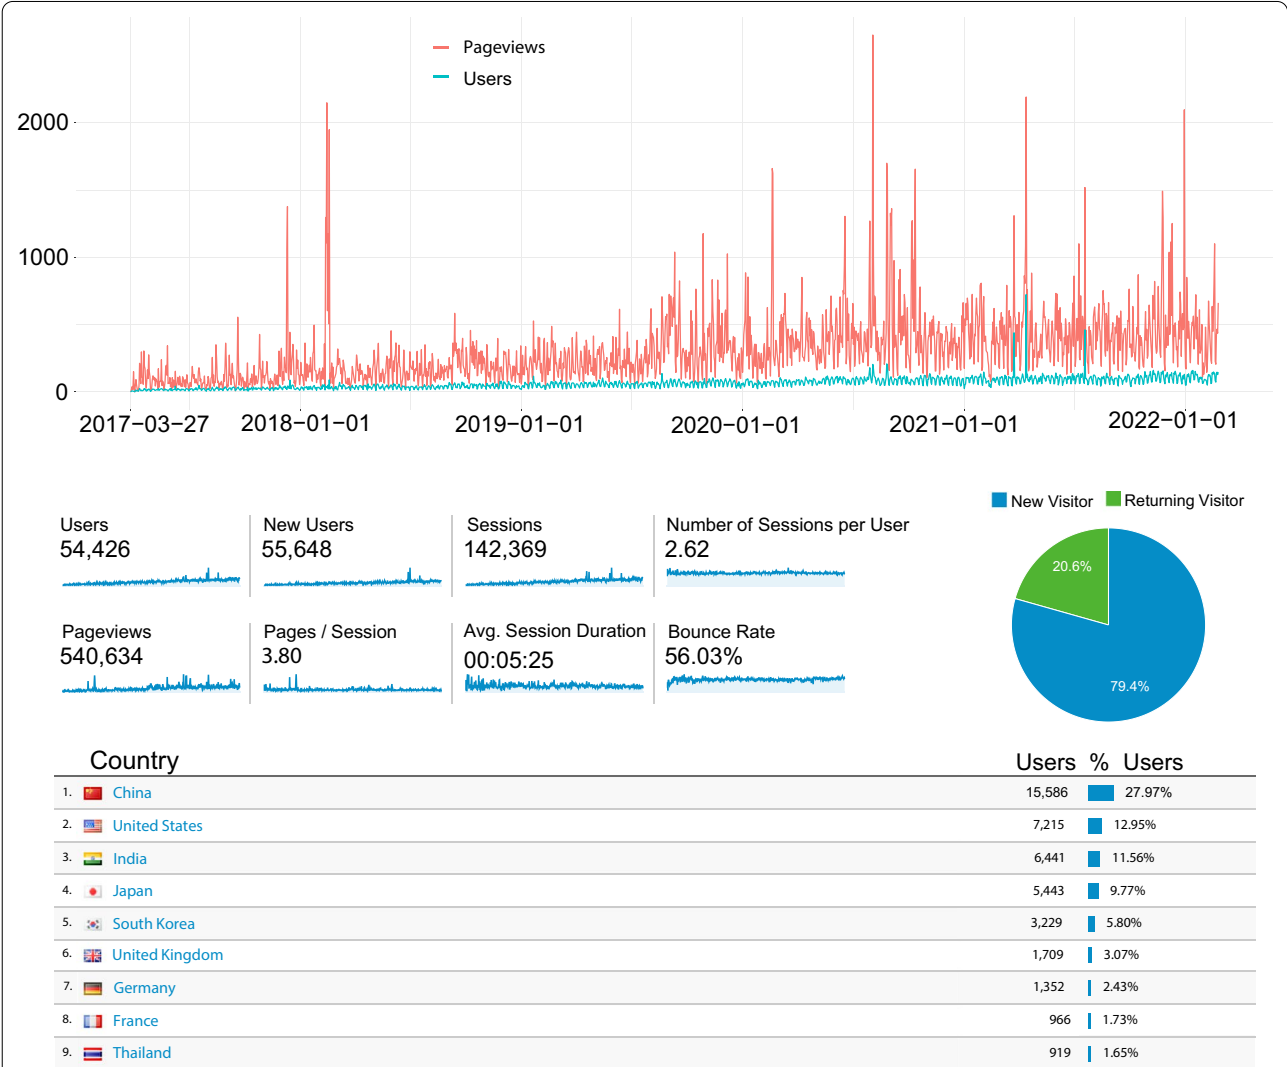 Pageviews
Users
2000
1000
0
2017-03-27 2018-01-01 2019-01-01 2020-01-01 2021-01-01 2022-01-01
New Visitor Returning Visitor
Users New Users Sessions Number of Sessions per User
54,426 55,648 142,369 2.62
20.6%
Pageviews Pages / Session Avg. Session Duration Bounce Rate
540,634 3.80 00:05:25 56.03%
79.4%
Country Users % Users
1. China 15,586 27.97%
2. United States 7,215 12.95%
3. India 6,441 11.56%
4. Japan 5,443 9.77%
5. South Korea 3,229 5.80%
6. United Kingdom 1,709 3.07%
7. Germany 1,352 2.43%
8. France 966 1.73%
9. Thailand 919 1.65%